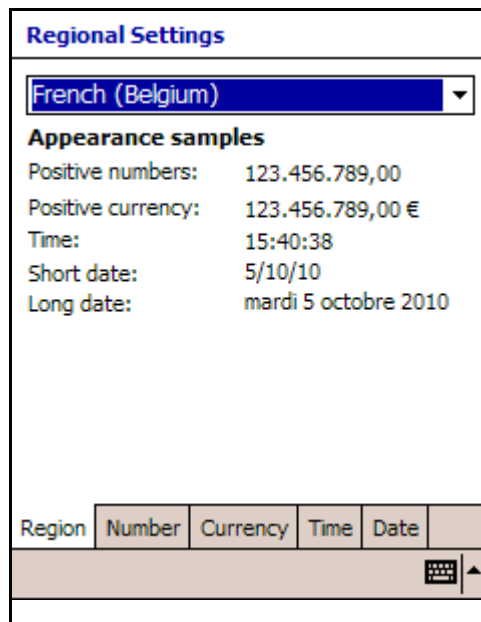 Regional Settings
French (Belgium)
Appearance samples
Positive numbers: 123.456.789,00
Positive currency: 123.456.789,00 €
Time: 15:40:38
Short date: 5/10/10
Long date: mardi 5 octobre 2010
Region Number Currency Time Date